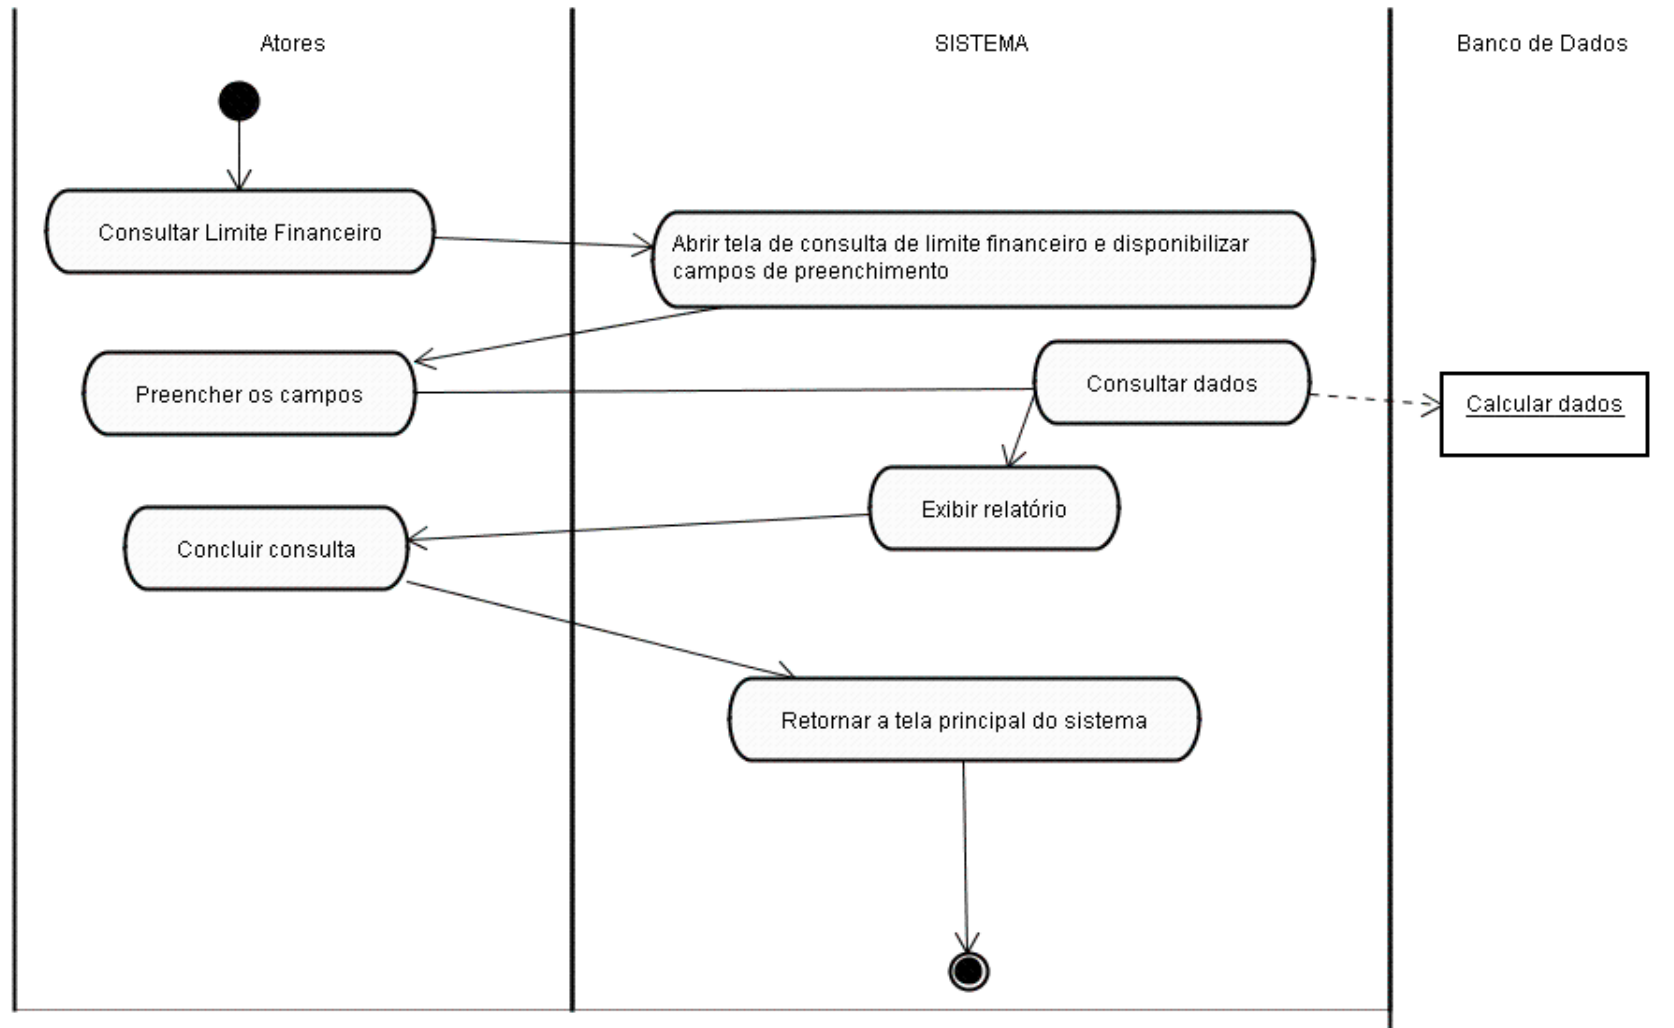 Atores
SISTEMA
Banco de Dados
Consultar Limite Financeiro
Abrir tela de consulta de limite financeiro e disponibilizar
campos de preenchimento
Preencher os campos
Consultar dados
Calcular dados
Exibir relatório
Concluir consulta
Retornar a tela principal do sistema